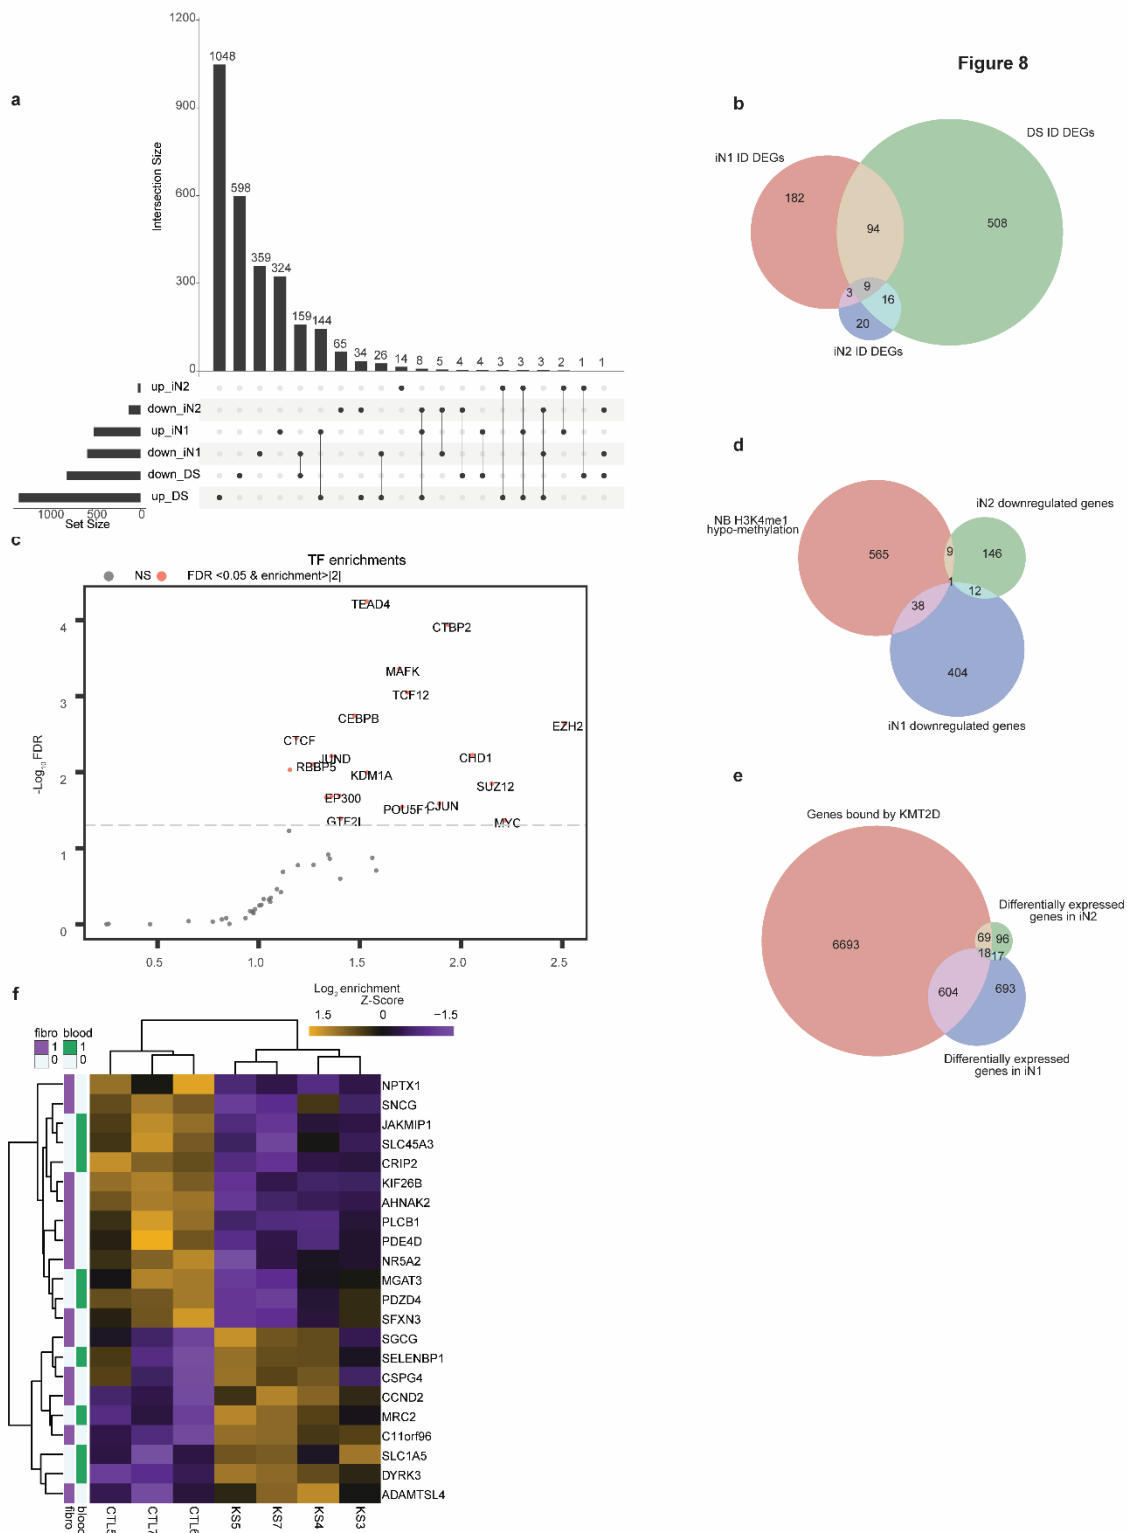 Figure 8
a
1200
900
600
300
0
Intersection Size
1048
598
359
324
159
144
65
34
26
14
8
5
4
4
3
3
3
2
1
1
up_iN2
down_iN2
up_iN1
down_iN1
down_DS
up_DS
1000
500
0
Set Size
b
iN1 ID DEGs
DS ID DEGs
182
94
508
3
9
16
20
iN2 ID DEGs
c
TF enrichments
NS
FDR <0.05 & enrichment>|2|
TEAD4
CTBP2
MAFK
TCF12
CEBPB
EZH2
CTCF
JUND
CHD1
RBBP5
KDM1A
SUZ12
EP300
POU5F1
CJUN
GTF2I
MYC
4
3
2
1
0
-Log10FDR
0.5
1.0
1.5
2.0
2.5
Log2 enrichment
d
NB H3K4me1
hypo-methylation
iN2 downregulated genes
565
9
146
1
12
38
404
iN1 downregulated genes
e
Genes bound by KMT2D
Differentially expressed
genes in iN2
6693
69
96
18
17
604
693
Differentially expressed
genes in iN1
f
Z-Score
1.5
0
−1.5
fibro
blood
1
0
1
0
NPTX1
SNCG
JAKMIP1
SLC45A3
CRIP2
KIF26B
AHNAK2
PLCB1
PDE4D
NR5A2
MGAT3
PDZD4
SFXN3
SGCG
SELENBP1
CSPG4
CCND2
MRC2
C11orf96
SLC1A5
DYRK3
ADAMTSL4
fibro
blood
CTL5
CTL7
CTL6
KS5
KS7
KS4
KS3